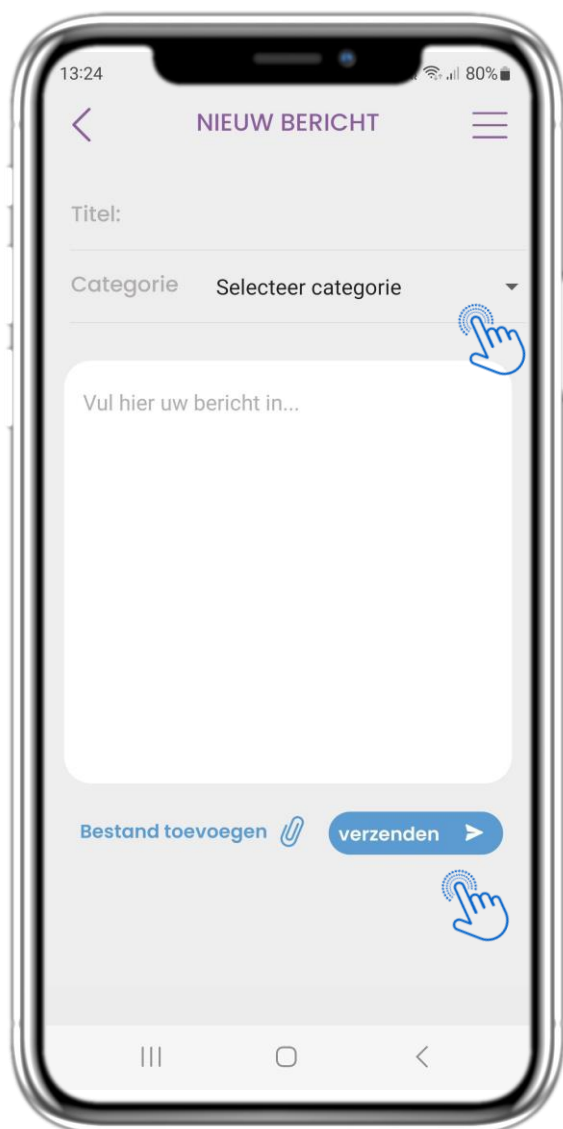 13:24
80%
NIEUW BERICHT
Titel:
Categorie Selecteer categorie
Vul hier uw bericht in...
Bestand toevoegen verzenden